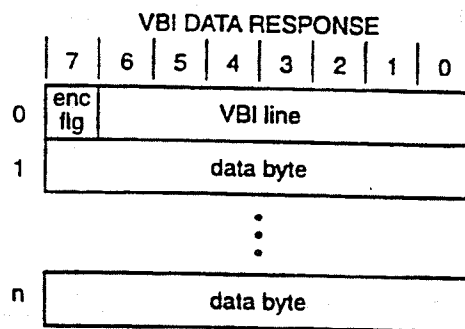 VBI DATA RESPONSE
7 6 5 4 3 2 1 0
0 enc flg VBI line
1 data byte
n data byte